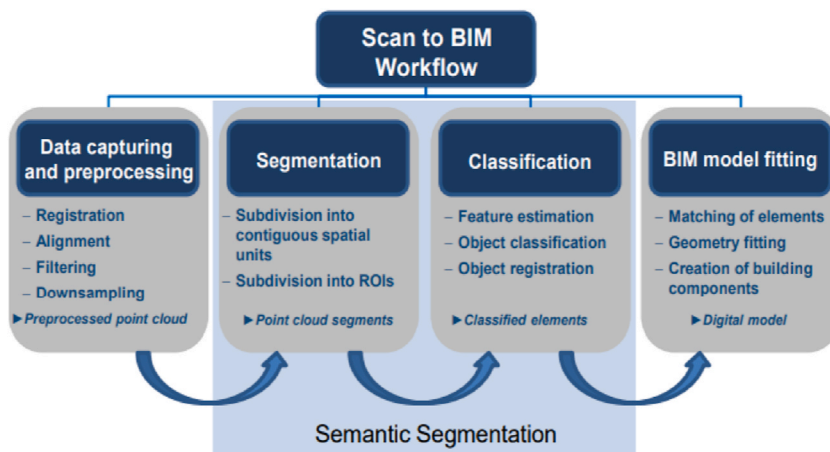 Scan to BIM
Workflow
Data capturing
and preprocessing
– Registration
– Alignment
– Filtering
– Downsampling
►Preprocessed point cloud
Segmentation
– Subdivision into
contiguous spatial
units
– Subdivision into ROIs
►Point cloud segments
Classification
– Feature estimation
– Object classification
– Object registration
►Classified elements
BIM model fitting
– Matching of elements
– Geometry fitting
– Creation of building
components
►Digital model
Semantic Segmentation